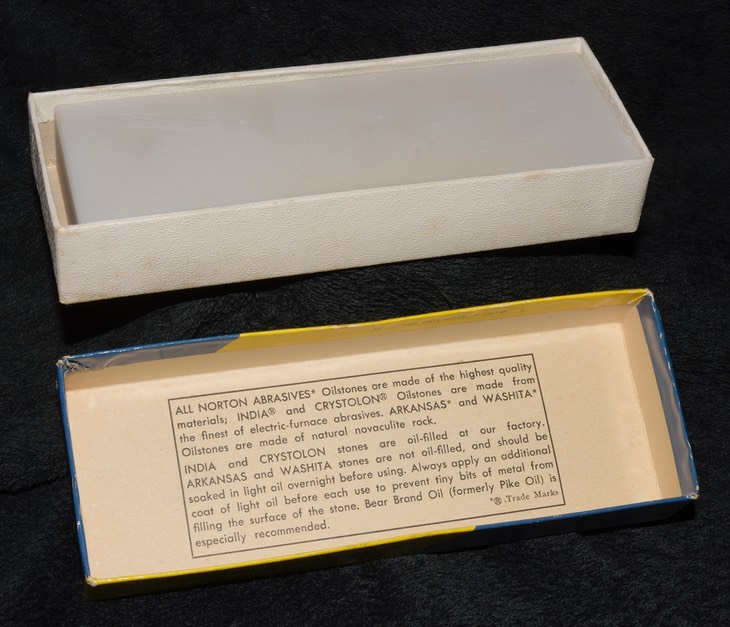 ALL NORTON ABRASIVES* Oilstones are made of the highest quality
materials; INDIA® and CRYSTOLON® Oilstones are made from
the finest of electric-furnace abrasives. ARKANSAS* and WASHITA*
Oilstones are made of natural novaculite rock.
INDIA and CRYSTOLON stones are oil-filled at our factory.
ARKANSAS and WASHITA stones are not oil-filled, and should be
soaked in light oil overnight before using. Always apply an additional
coat of light oil before each use to prevent tiny bits of metal from
filling the surface of the stone. Bear Brand Oil (formerly Pike Oil) is
especially recommended.
*®, Trade Marks